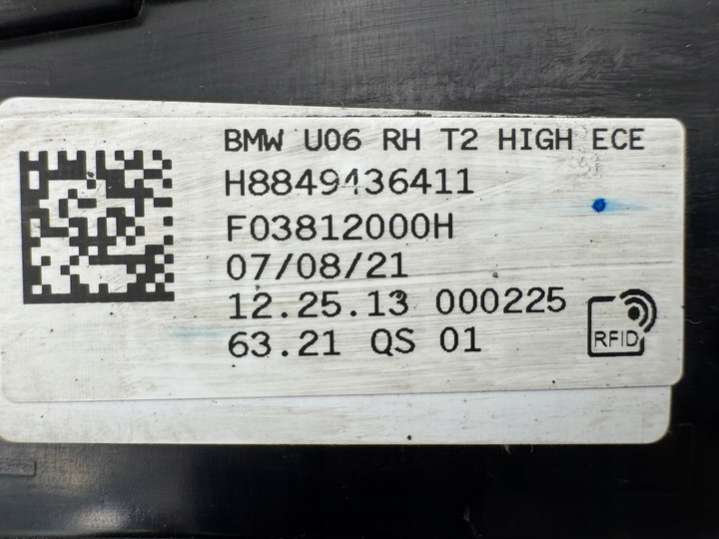 BMW U06 RH T2 HIGH ECE
H8849436411
F03812000H
07/08/21
12.25.13 000225
63.21 QS 01
RFID